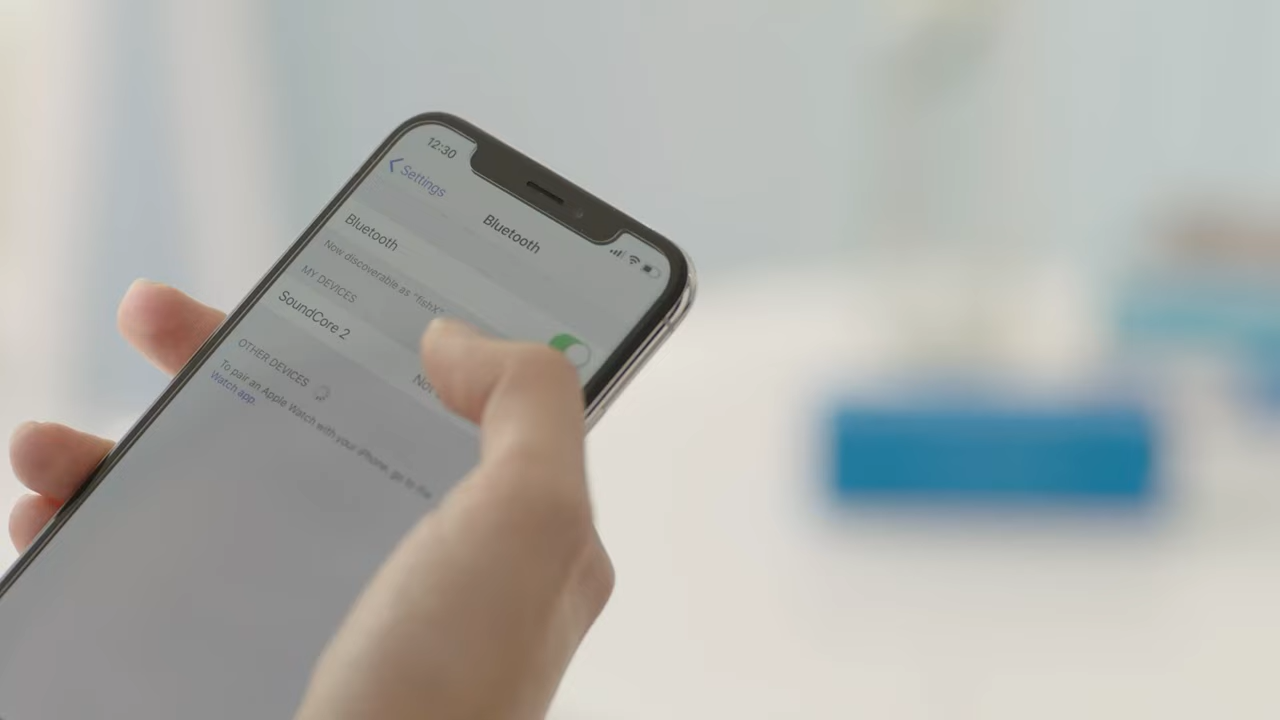 12:30
Settings
Bluetooth
Bluetooth
Now discoverable as "fishX"
MY DEVICES
SoundCore 2
OTHER DEVICES
To pair an Apple Watch with your iPhone, go to the
Watch app.